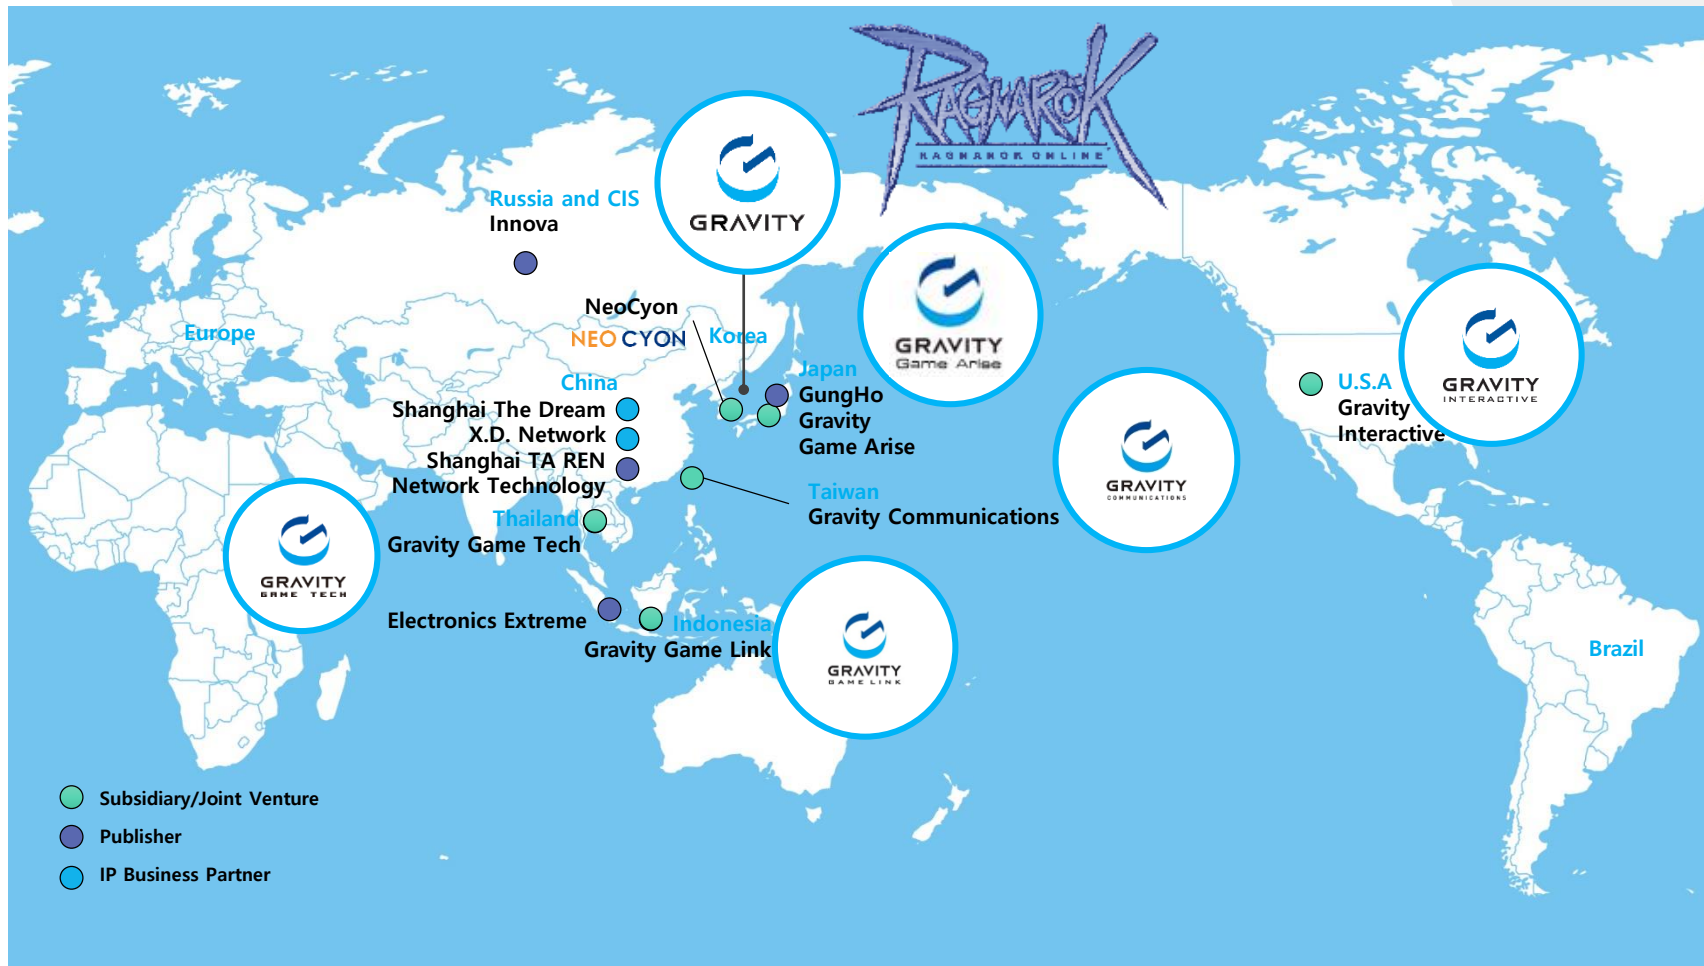 RAGNAROK
RAGNAROK ONLINE
GRAVITY
Russia and CIS
Innova
GRAVITY
Game Arise
NeoCyon
NEOCYON
Korea
Europe
Japan
GungHo
Gravity
Game Arise
China
Shanghai The Dream
X.D. Network
Shanghai TA REN
Network Technology
U.S.A
Gravity
Interactive
GRAVITY
INTERACTIVE
GRAVITY
COMMUNICATIONS
Taiwan
Gravity Communications
Thailand
Gravity Game Tech
GRAVITY
GAME TECH
Electronics Extreme
Indonesia
Gravity Game Link
GRAVITY
GAME LINK
Brazil
Subsidiary/Joint Venture
Publisher
IP Business Partner